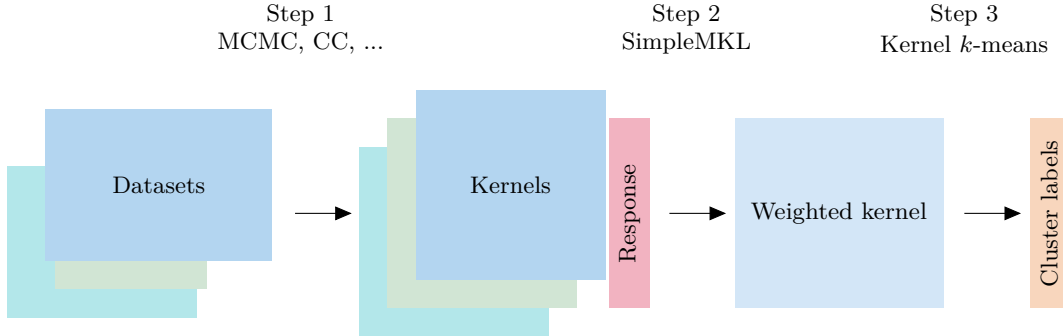 Step 1
MCMC, CC, ...
Step 2
SimpleMKL
Step 3
Kernel k-means
Datasets
Kernels
Response
Weighted kernel
Cluster labels